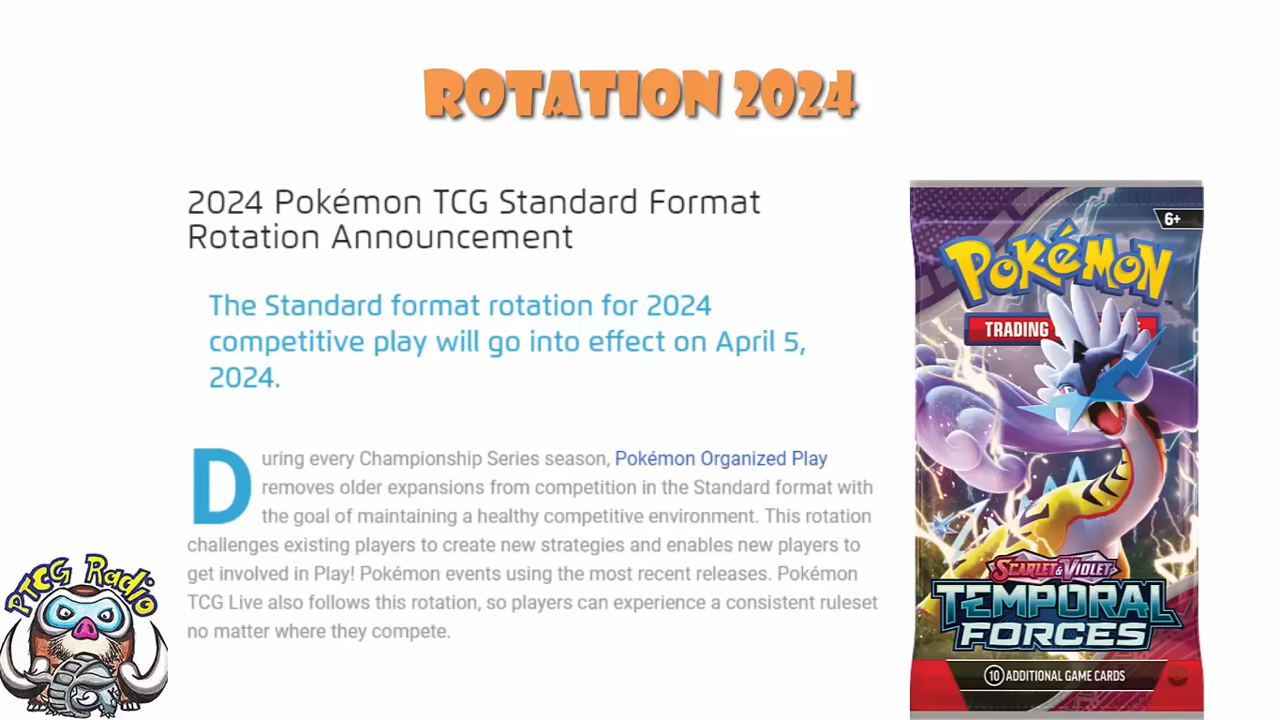 ROTATION 2024
2024 Pokémon TCG Standard Format
Rotation Announcement
The Standard format rotation for 2024
competitive play will go into effect on April 5,
2024.
During every Championship Series season, Pokémon Organized Play
removes older expansions from competition in the Standard format with
the goal of maintaining a healthy competitive environment. This rotation
challenges existing players to create new strategies and enables new players to
get involved in Play! Pokémon events using the most recent releases. Pokémon
TCG Live also follows this rotation, so players can experience a consistent ruleset
no matter where they compete.
PTCG Radio
6+
POKéMON
TRADING
SCARLET & VIOLET
TEMPORAL
FORCES
10 ADDITIONAL GAME CARDS